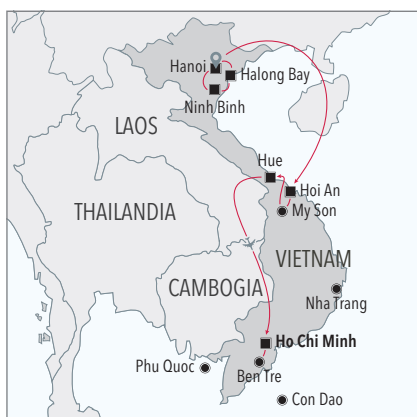 Hanoi
Halong Bay
Ninh Binh
LAOS
Hue
Hoi An
My Son
THAILANDIA
VIETNAM
CAMBOGIA
Nha Trang
Ho Chi Minh
Phu Quoc
Ben Tre
Con Dao